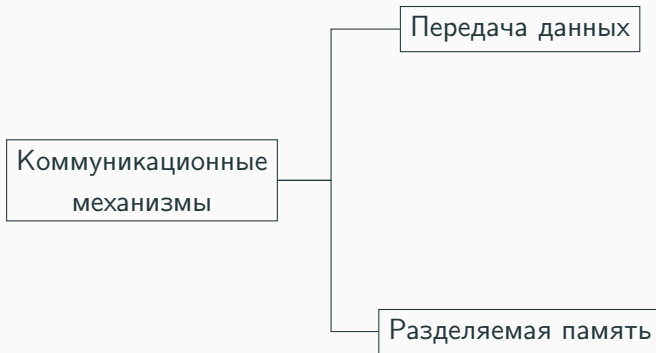 Передача данных
Коммуникационные
механизмы
Разделяемая память